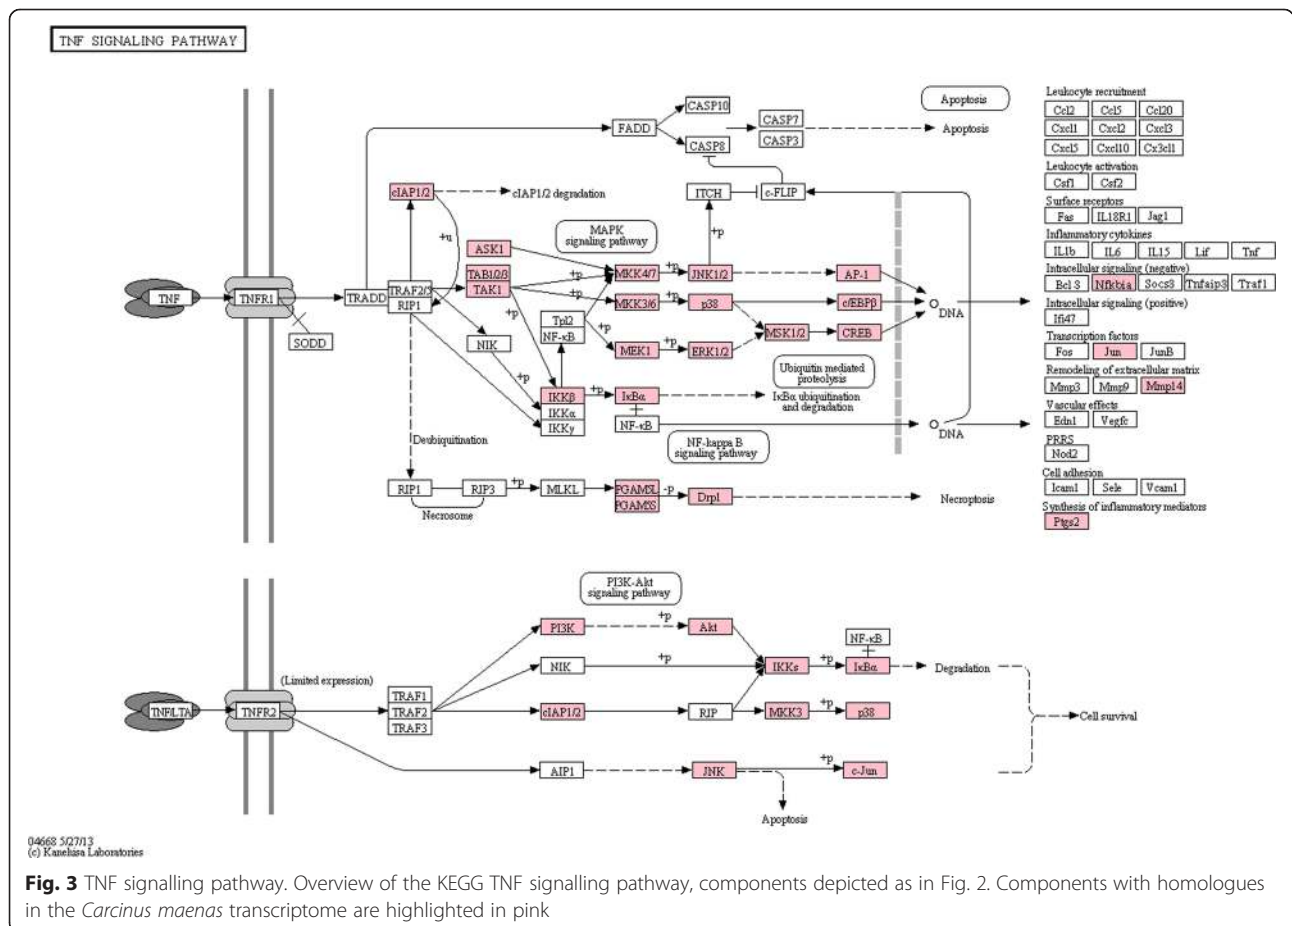 TNF SIGNALING PATHWAY
CASP10
FADD
CASP7
CASP3
CASP8
Apoptosis
Apoptosis
cIAP1/2
cIAP1/2 degradation
ITCH
c-FLIP
+u
+p
MAPK
signaling pathway
ASK1
TAB1/2/3
TAK1
+p
MKK4/7
+p
JNK1/2
AP-1
TNF
TNFR1
TRADD
TRAF2/5
RIP1
+p
+p
MKK3/6
+p
p38
c/EBPβ
DNA
SODD
NIK
Tpl2
NF-κB
+p
MEK1
+p
ERK1/2
MSK1/2
CREB
+p
Ubiquitin mediated
proteolysis
IKKβ
IKKα
IKKγ
+p
+p
IκBα
IκBα ubiquitination
and degradation
NF-κB
DNA
NF-kappa B
signaling pathway
Deubiquitination
RIP1
RIP3
+p
MLKL
PGAM5L
PGAM5S
-p
Drp1
Necroptosis
Necrosome
Leukocyte recruitment
Ccl2 Ccl5 Ccl20
Cxcl1 Cxcl2 Cxcl3
Cxcl5 Cxcl10 Cx3cl1
Leukocyte activation
Csf1 Csf2
Surface receptors
Fas IL18R1 Jag1
Inflammatory cytokines
IL1b IL6 IL15 Lif Tnf
Intracellular signaling (negative)
Bcl3 Nfkbia Socs3 Tnfaip3 Traf1
Intracellular signaling (positive)
Ifi47
Transcription factors
Fos Jun JunB
Remodeling of extracellular matrix
Mmp3 Mmp9 Mmp14
Vascular effects
Edn1 Vegfc
PRRS
Nod2
Cell adhesion
Icam1 Sele Vcam1
Synthesis of inflammatory mediators
Ptgs2
PI3K-Akt
signaling pathway
PI3K
+p
Akt
NF-κB
NIK
+p
IKKs
+p
IκBα
Degradation
(Limited expression)
TNF/LTA
TNFR2
TRAF1
TRAF2
TRAF3
cIAP1/2
RIP
MKK3
+p
p38
Cell survival
AIP1
JNK
+p
c-Jun
Apoptosis
04668 5/27/13
(c) Kanehisa Laboratories
Fig. 3 TNF signalling pathway. Overview of the KEGG TNF signalling pathway, components depicted as in Fig. 2. Components with homologues
in the Carcinus maenas transcriptome are highlighted in pink